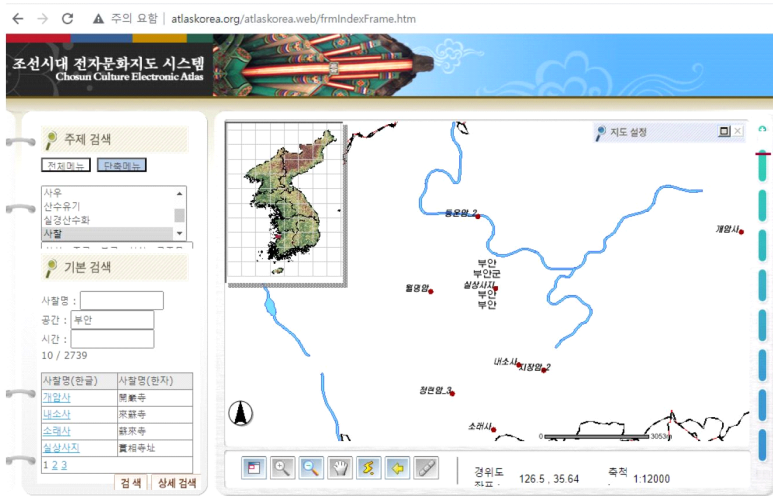 주의 요함 | atlaskorea.org/atlaskorea.web/frmIndexFrame.htm
조선시대 전자문화지도 시스템
Chosun Culture Electronic Atlas
주제 검색
전체메뉴 단축메뉴
사우
산수유기
실경산수화
사찰
기본 검색
사찰명 :
공간 : 부안
시간 :
10 / 2739
사찰명(한글) 사찰명(한자)
개암사 開巖寺
내소사 來蘇寺
소래사 蘇來寺
실상사지 實相寺址
1 2 3
검 색 상세 검색
지도 설정
등운암_2
개암사
부안
부안군
월명암
실상사지
부안
부안
내소사
지장암_2
청련암_3
소래사
0 3053m
경위도
좌표 : 126.5 , 35.64
축척
: 1:12000